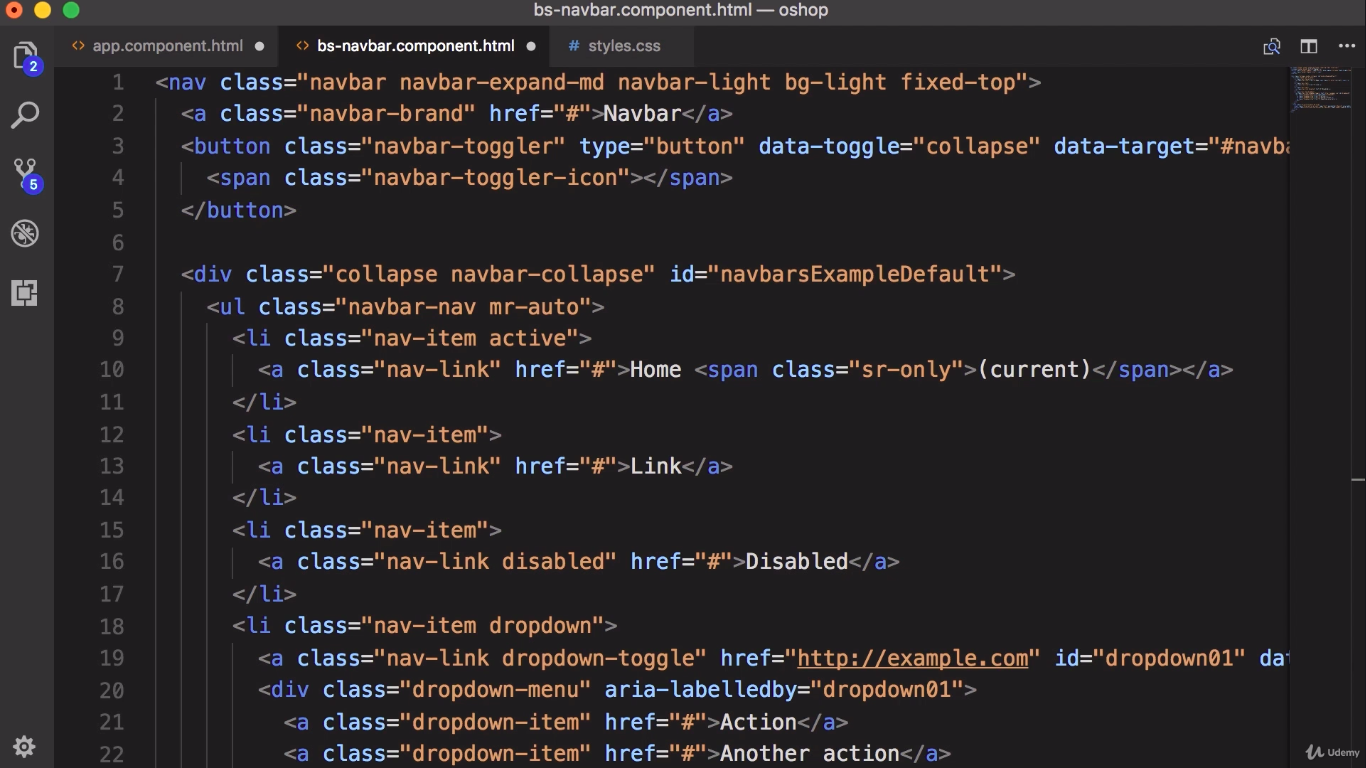 bs-navbar.component.html — oshop
app.component.html
bs-navbar.component.html
# styles.css
2
5
1 <nav class="navbar navbar-expand-md navbar-light bg-light fixed-top">
2 <a class="navbar-brand" href="#">Navbar</a>
3 <button class="navbar-toggler" type="button" data-toggle="collapse" data-target="#navba
4 <span class="navbar-toggler-icon"></span>
5 </button>
6
7 <div class="collapse navbar-collapse" id="navbarsExampleDefault">
8 <ul class="navbar-nav mr-auto">
9 <li class="nav-item active">
10 <a class="nav-link" href="#">Home <span class="sr-only">(current)</span></a>
11 </li>
12 <li class="nav-item">
13 <a class="nav-link" href="#">Link</a>
14 </li>
15 <li class="nav-item">
16 <a class="nav-link disabled" href="#">Disabled</a>
17 </li>
18 <li class="nav-item dropdown">
19 <a class="nav-link dropdown-toggle" href="http://example.com" id="dropdown01" dat
20 <div class="dropdown-menu" aria-labelledby="dropdown01">
21 <a class="dropdown-item" href="#">Action</a>
22 <a class="dropdown-item" href="#">Another action</a>
Udemy